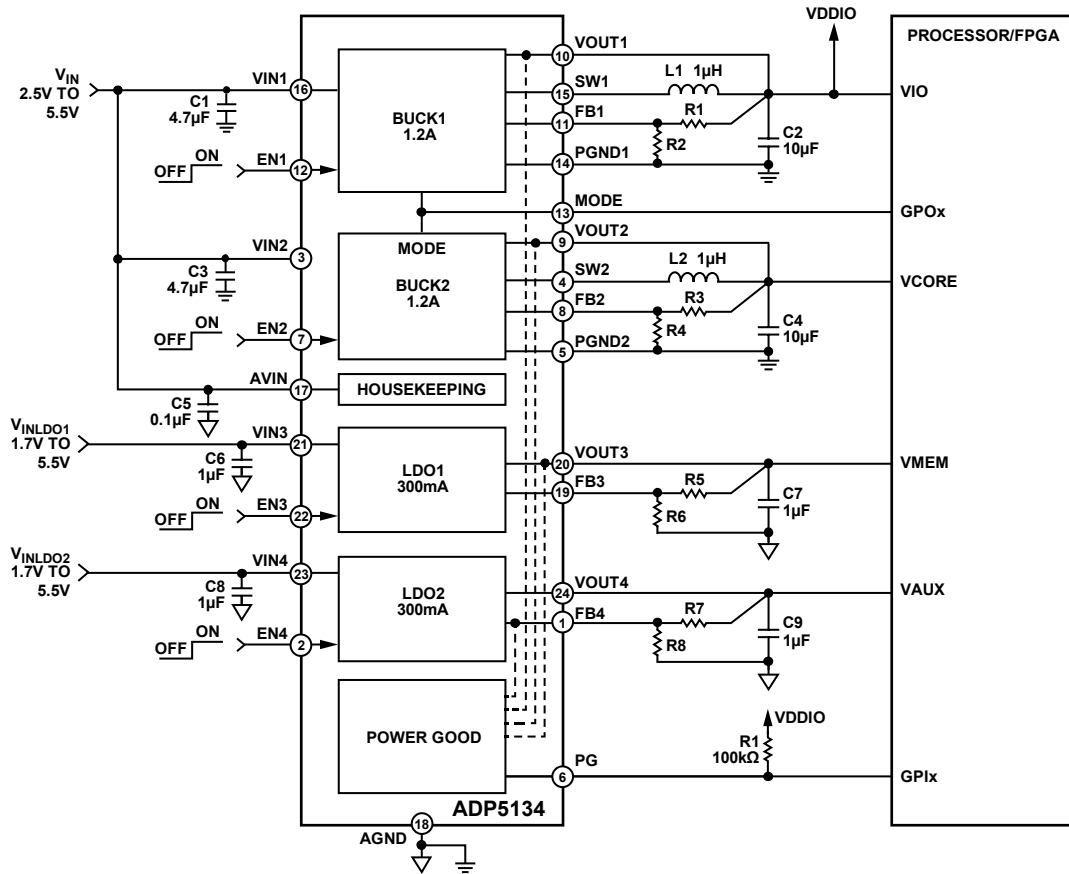 VIN
2.5V TO
5.5V
C1
4.7µF
VIN1
16
OFF
ON
EN1
12
BUCK1
1.2A
10
VOUT1
15
SW1
L1 1µH
11
FB1
R1
R2
14
PGND1
C2
10µF
VDDIO
PROCESSOR/FPGA
VIO
13
MODE
GPOx
C3
4.7µF
VIN2
3
OFF
ON
EN2
7
MODE
BUCK2
1.2A
9
VOUT2
4
SW2
L2 1µH
8
FB2
R3
R4
5
PGND2
C4
10µF
VCORE
AVIN
17
C5
0.1µF
HOUSEKEEPING
VINLDO1
1.7V TO
5.5V
C6
1µF
VIN3
21
OFF
ON
EN3
22
LDO1
300mA
20
VOUT3
19
FB3
R5
R6
C7
1µF
VMEM
VINLDO2
1.7V TO
5.5V
C8
1µF
VIN4
23
OFF
ON
EN4
2
LDO2
300mA
24
VOUT4
1
FB4
R7
R8
C9
1µF
VAUX
POWER GOOD
6
PG
VDDIO
R1
100kΩ
GPIx
ADP5134
18
AGND